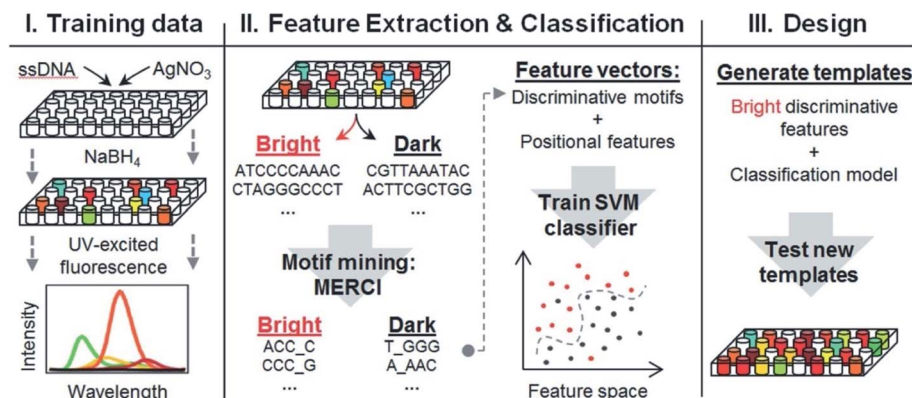 I. Training data
ssDNA
AgNO3
NaBH4
UV-excited
fluorescence
Intensity
Wavelength
II. Feature Extraction & Classification
Bright
Dark
ATCCCCAAAC
CGTTAAATAC
CTAGGGCCCT
ACTTCGCTGG
...
...
Motif mining:
MERCI
Bright
Dark
ACC_C
T_GGG
CCC_G
A_AAC
...
...
Feature vectors:
Discriminative motifs
+
Positional features
Train SVM
classifier
Feature space
III. Design
Generate templates
Bright discriminative
features
+
Classification model
Test new
templates